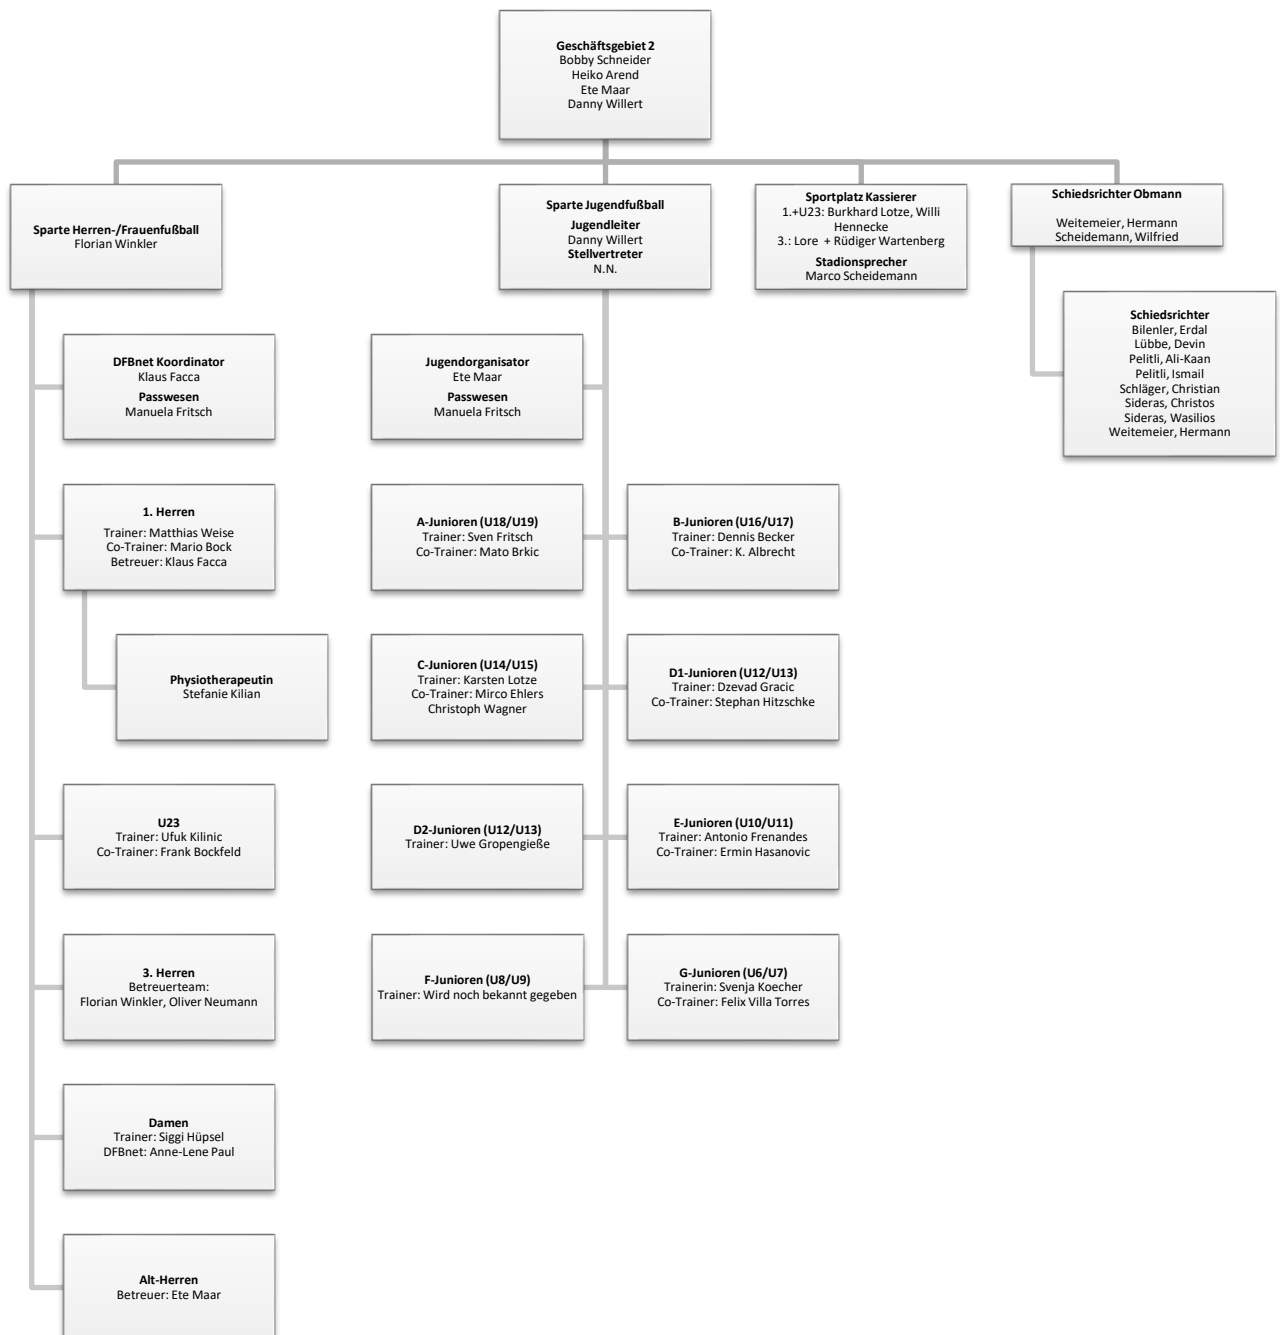 Geschäftsgebiet 2
Bobby Schneider
Heiko Arend
Ete Maar
Danny Willert
Sparte Herren-/Frauenfußball
Florian Winkler
Sparte Jugendfußball
Jugendleiter
Danny Willert
Stellvertreter
N.N.
Sportplatz Kassierer
1.+U23: Burkhard Lotze, Willi
Hennecke
3.: Lore + Rüdiger Wartenberg
Stadionsprecher
Marco Scheidemann
Schiedsrichter Obmann
Weitemeier, Hermann
Scheidemann, Wilfried
Schiedsrichter
Bilenler, Erdal
Lübbe, Devin
Pelitli, Ali-Kaan
Pelitli, Ismail
Schläger, Christian
Sideras, Christos
Sideras, Wasilios
Weitemeier, Hermann
DFBnet Koordinator
Klaus Facca
Passwesen
Manuela Fritsch
Jugendorganisator
Ete Maar
Passwesen
Manuela Fritsch
1. Herren
Trainer: Matthias Weise
Co-Trainer: Mario Bock
Betreuer: Klaus Facca
A-Junioren (U18/U19)
Trainer: Sven Fritsch
Co-Trainer: Mato Brkic
B-Junioren (U16/U17)
Trainer: Dennis Becker
Co-Trainer: K. Albrecht
Physiotherapeutin
Stefanie Kilian
C-Junioren (U14/U15)
Trainer: Karsten Lotze
Co-Trainer: Mirco Ehlers
Christoph Wagner
D1-Junioren (U12/U13)
Trainer: Dzevad Gracic
Co-Trainer: Stephan Hitzschke
U23
Trainer: Ufuk Kilinic
Co-Trainer: Frank Bockfeld
D2-Junioren (U12/U13)
Trainer: Uwe Gropengieße
E-Junioren (U10/U11)
Trainer: Antonio Frenandes
Co-Trainer: Ermin Hasanovic
3. Herren
Betreuerteam:
Florian Winkler, Oliver Neumann
F-Junioren (U8/U9)
Trainer: Wird noch bekannt gegeben
G-Junioren (U6/U7)
Trainerin: Svenja Koecher
Co-Trainer: Felix Villa Torres
Damen
Trainer: Siggi Hüpsel
DFBnet: Anne-Lene Paul
Alt-Herren
Betreuer: Ete Maar